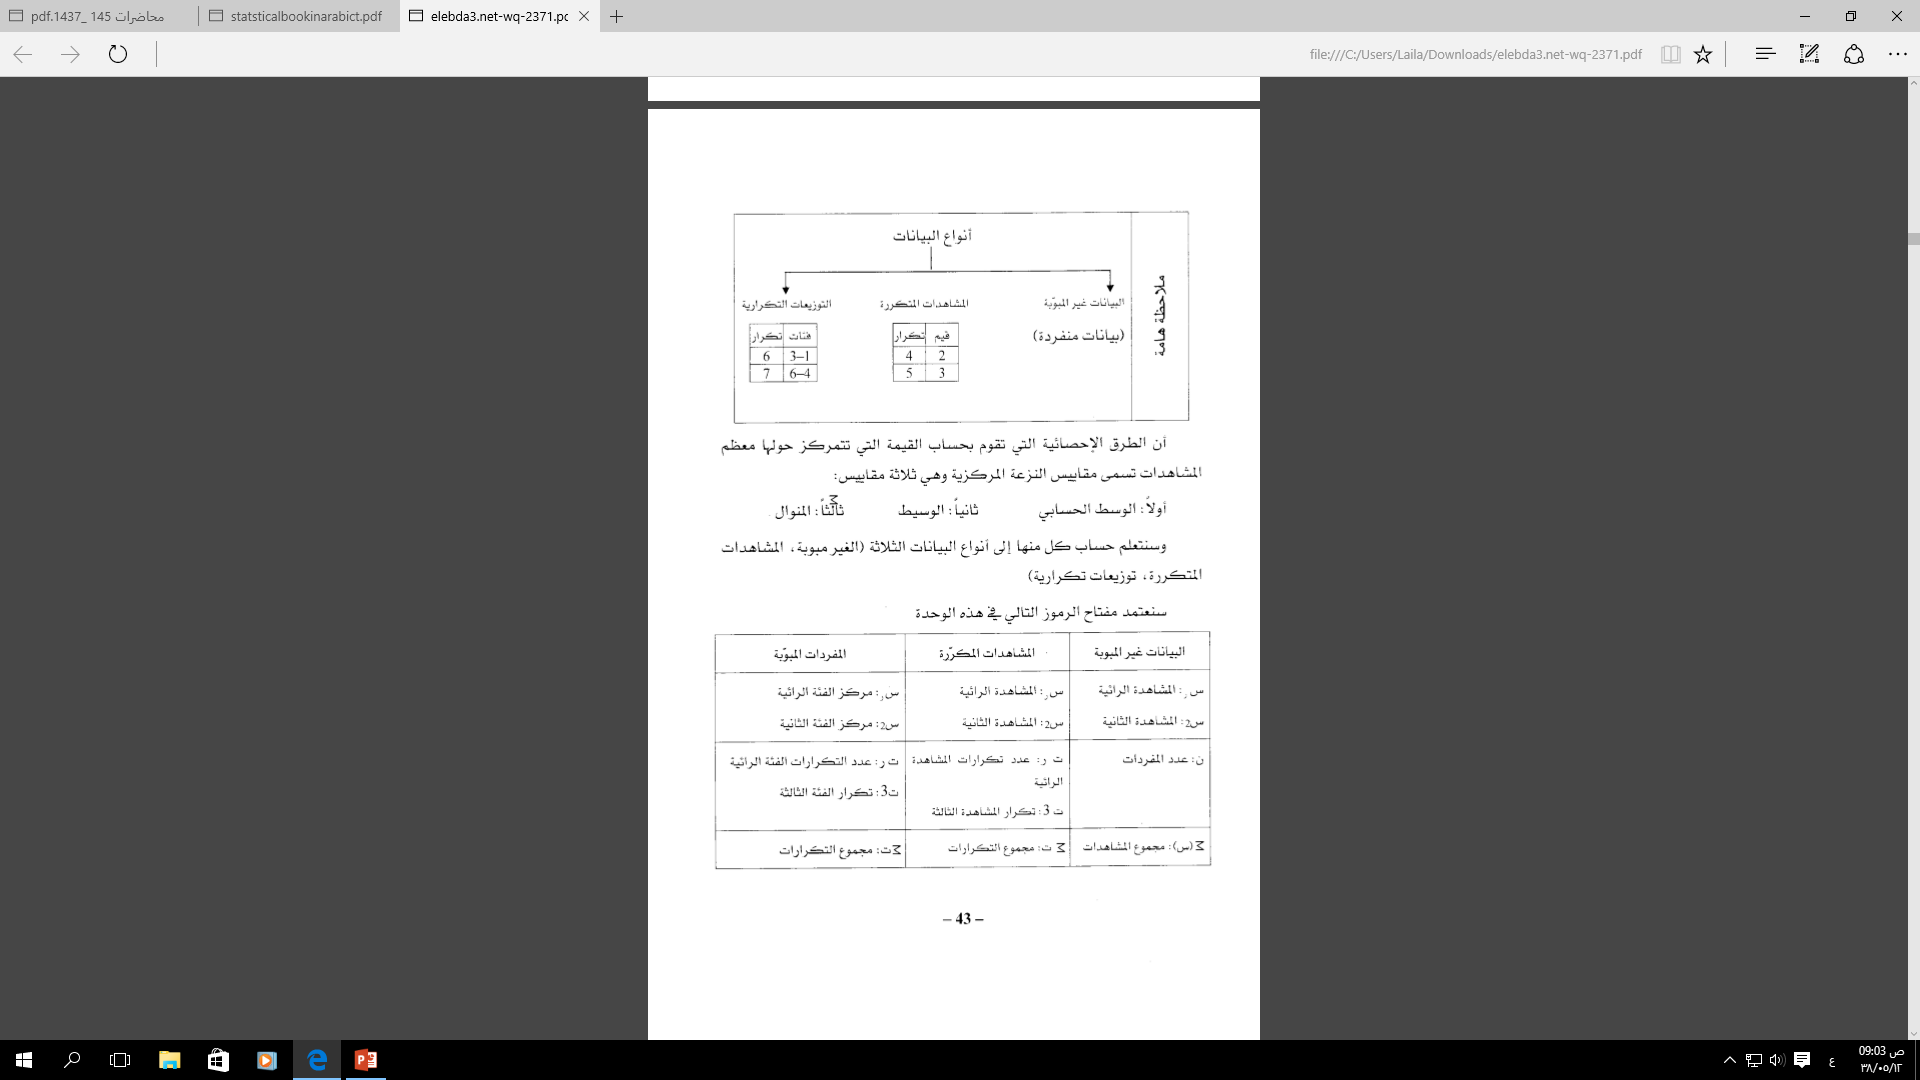 محاضرات 145 _1437.pdf
statsticalbookinarabict.pdf
elebda3.net-wq-2371.pc
file:///C:/Users/Laila/Downloads/elebda3.net-wq-2371.pdf
ملاحظة هامة
أنواع البيانات
البيانات غير المبوّبة
المشاهدات المتكررة
التوزيعات التكرارية
(بيانات منفردة)
قيم تكرار
2 4
3 5
فئات تكرار
1–3 6
4–6 7
أن الطرق الإحصائية التي تقوم بحساب القيمة التي تتمركز حولها معظم
المشاهدات تسمى مقاييس النزعة المركزية وهي ثلاثة مقاييس:
أولاً: الوسط الحسابي ثانياً: الوسيط ثالثاً: المنوال.
Σ
وسنتعلم حساب كل منها إلى أنواع البيانات الثلاثة (الغير مبوبة، المشاهدات
المتكررة، توزيعات تكرارية)
سنعتمد مفتاح الرموز التالي في هذه الوحدة
البيانات غير المبوبة المشاهدات المكرّرة المفردات المبوّبة
س ر: المشاهدة الرائية س ر: المشاهدة الرائية س ر: مركز الفئة الرائية
س2: المشاهدة الثانية س2: المشاهدة الثانية س2: مركز الفئة الثانية
ن: عدد المفردات ت ر: عدد تكرارات المشاهدة ت ر: عدد التكرارات الفئة الرائية
الرائية
ت 3: تكرار المشاهدة الثالثة ت3: تكرار الفئة الثالثة
Σ (س): مجموع المشاهدات Σ ت: مجموع التكرارات Σت: مجموع التكرارات
– 43 –
ع
09:03 ص
٣٨/٠٥/١٢